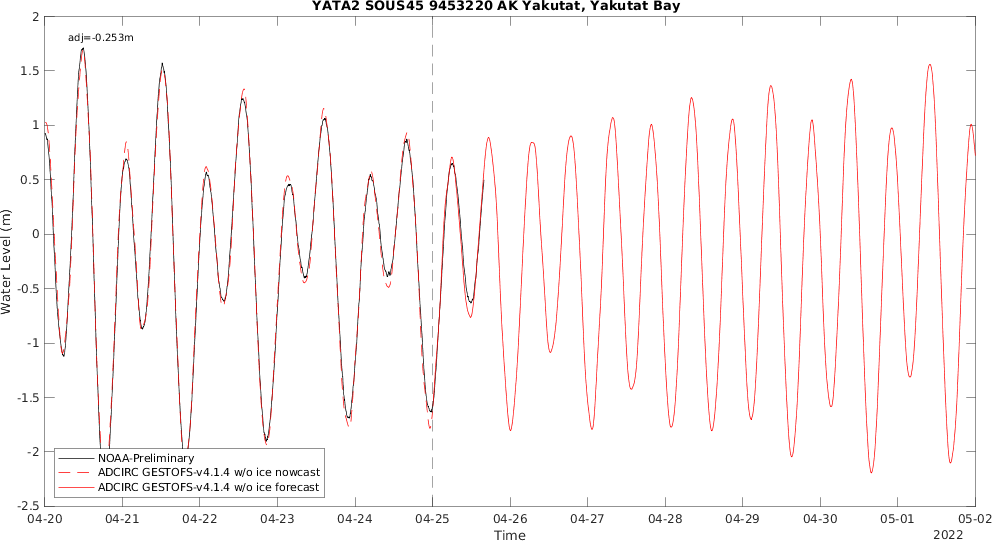 YATA2 SOUS45 9453220 AK Yakutat, Yakutat Bay
adj=-0.253m
2
1.5
1
0.5
0
-0.5
-1
-1.5
-2
-2.5
Water Level (m)
NOAA-Preliminary
ADCIRC GESTOFS-v4.1.4 w/o ice nowcast
ADCIRC GESTOFS-v4.1.4 w/o ice forecast
04-20 04-21 04-22 04-23 04-24 04-25 04-26 04-27 04-28 04-29 04-30 05-01 05-02
Time
2022